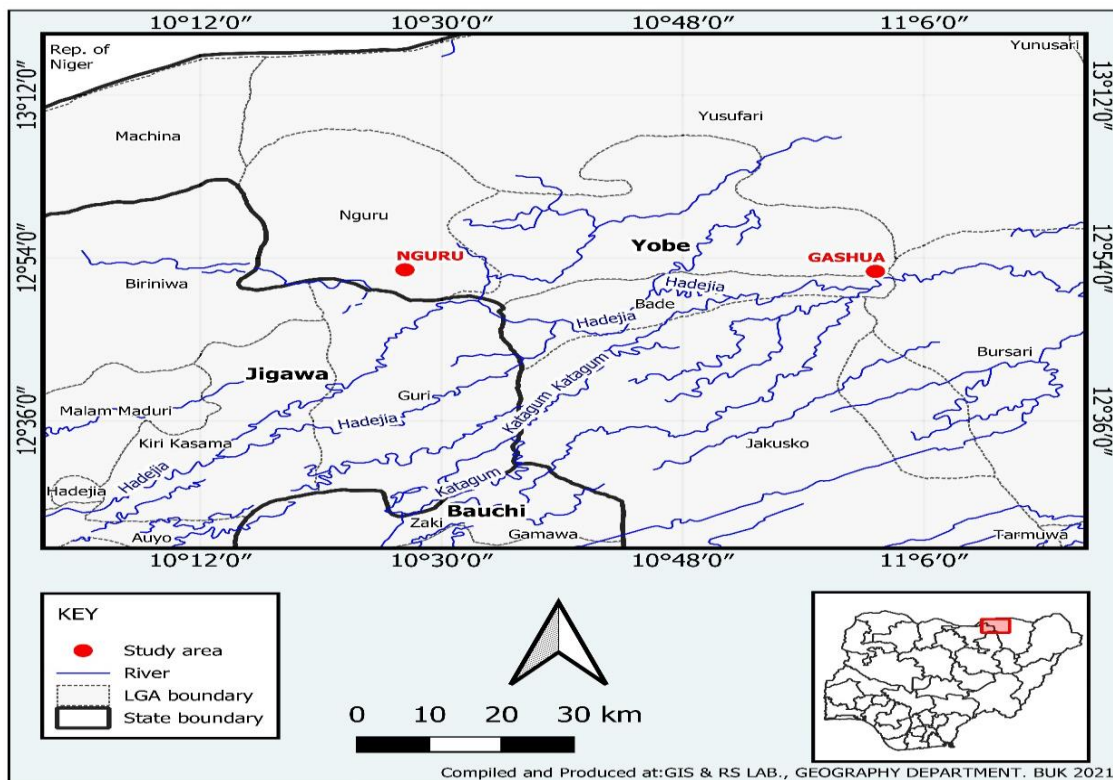 10°12′0″ 10°30′0″ 10°48′0″ 11°6′0″
Rep. of
Niger
Yunusari
13°12′0″
13°12′0″
Machina
Yusufari
Nguru
Yobe
NGURU
GASHUA
12°54′0″
12°54′0″
Biriniwa
Hadejia
Bade
Hadejia
Bursari
Jigawa
Guri
Katagum
Katagum
Malam Maduri
Hadejia
12°36′0″
12°36′0″
Kiri Kasama
Jakusko
Hadejia
Hadejia
Katagum
Bauchi
Zaki
Auyo
Gamawa
Tarmuwa
10°12′0″ 10°30′0″ 10°48′0″ 11°6′0″
KEY
Study area
River
LGA boundary
State boundary
0 10 20 30 km
Compiled and Produced at:GIS & RS LAB., GEOGRAPHY DEPARTMENT. BUK 2021